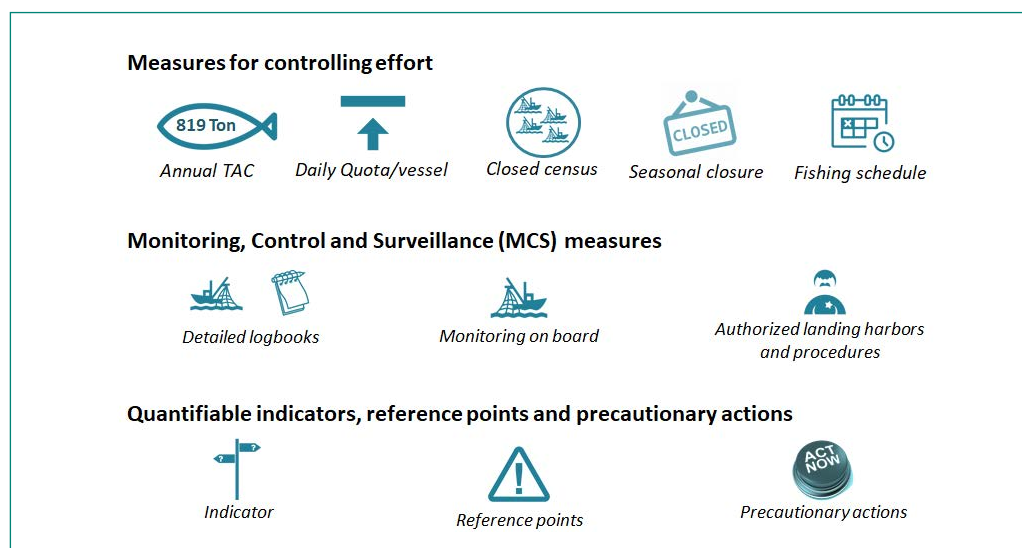 Measures for controlling effort
819 Ton
CLOSED
Annual TAC
Daily Quota/vessel
Closed census
Seasonal closure
Fishing schedule
Monitoring, Control and Surveillance (MCS) measures
Detailed logbooks
Monitoring on board
Authorized landing harbors
and procedures
Quantifiable indicators, reference points and precautionary actions
?
?
!
ACT
NOW
Indicator
Reference points
Precautionary actions